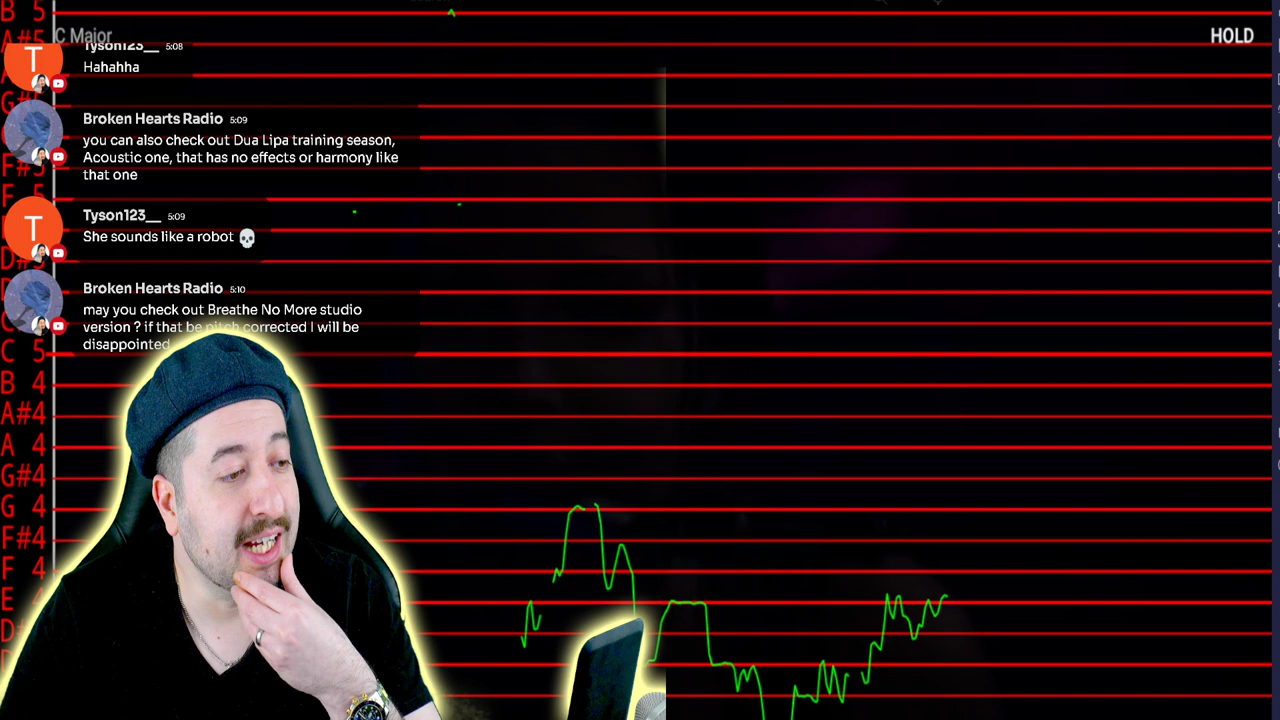 B 5
C Major
HOLD
A#5
Tyson123__ 5:08
T
Hahahha
Broken Hearts Radio 5:09
you can also check out Dua Lipa training season,
Acoustic one, that has no effects or harmony like
that one
F#5
F 5
Tyson123__ 5:09
T
She sounds like a robot 💀
D#5
Broken Hearts Radio 5:10
may you check out Breathe No More studio
version ? if that be pitch corrected I will be
disappointed
C 5
B 4
A#4
A 4
G#4
G 4
F#4
F 4
E 4
D#